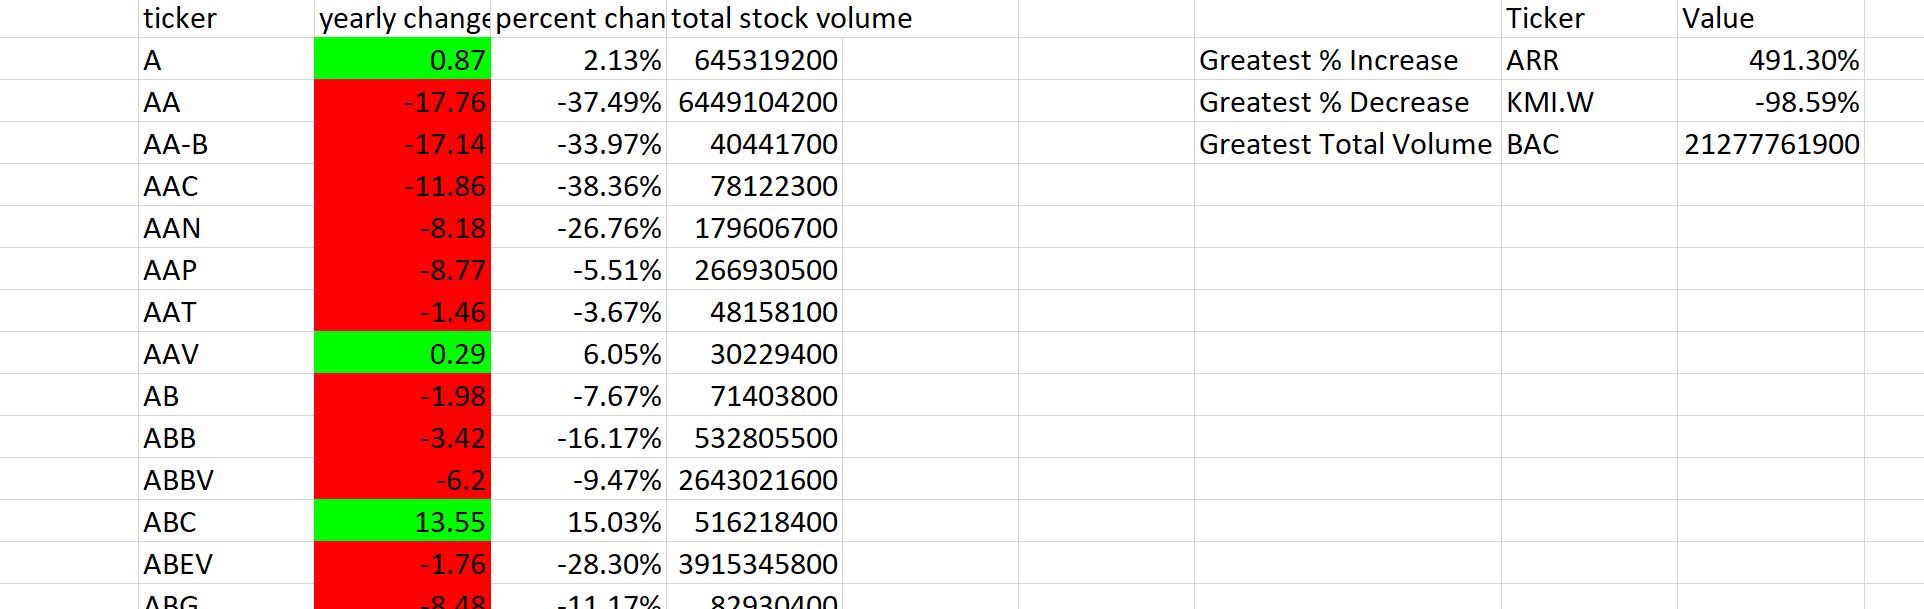 ticker yearly change percent chan total stock volume Ticker Value
A 0.87 2.13% 645319200 Greatest % Increase ARR 491.30%
AA -17.76 -37.49% 6449104200 Greatest % Decrease KMI.W -98.59%
AA-B -17.14 -33.97% 40441700 Greatest Total Volume BAC 21277761900
AAC -11.86 -38.36% 78122300
AAN -8.18 -26.76% 179606700
AAP -8.77 -5.51% 266930500
AAT -1.46 -3.67% 48158100
AAV 0.29 6.05% 30229400
AB -1.98 -7.67% 71403800
ABB -3.42 -16.17% 532805500
ABBV -6.2 -9.47% 2643021600
ABC 13.55 15.03% 516218400
ABEV -1.76 -28.30% 3915345800
ABG -8.48 -11.17% 82930400